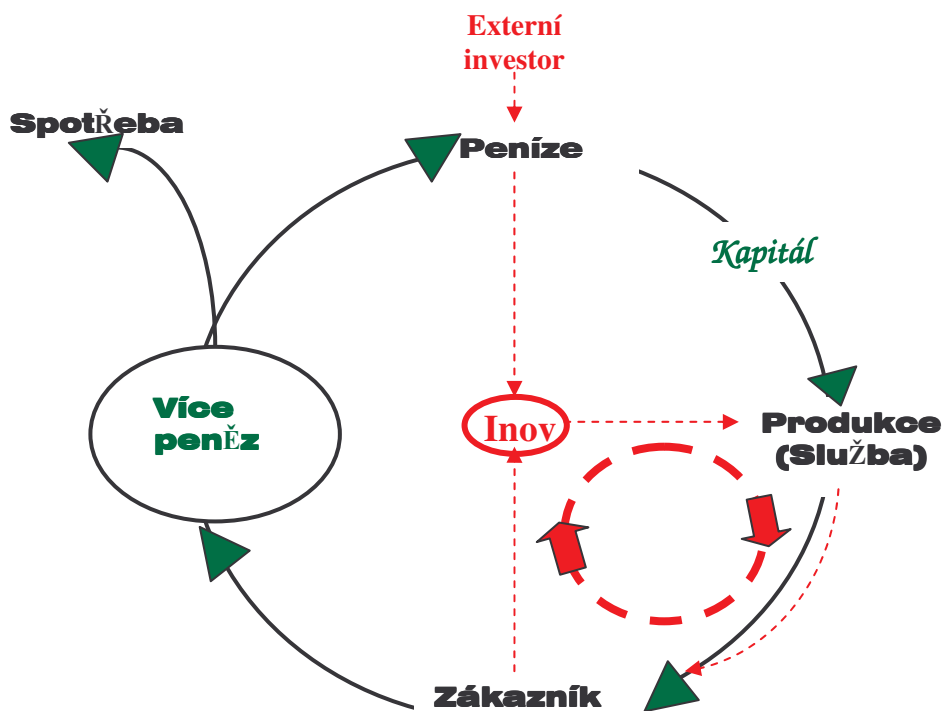 Externí
investor
SpotŘeba
Peníze
Kapitál
Více
penĚz
Inov
Produkce
(SluŽba)
Zákazník